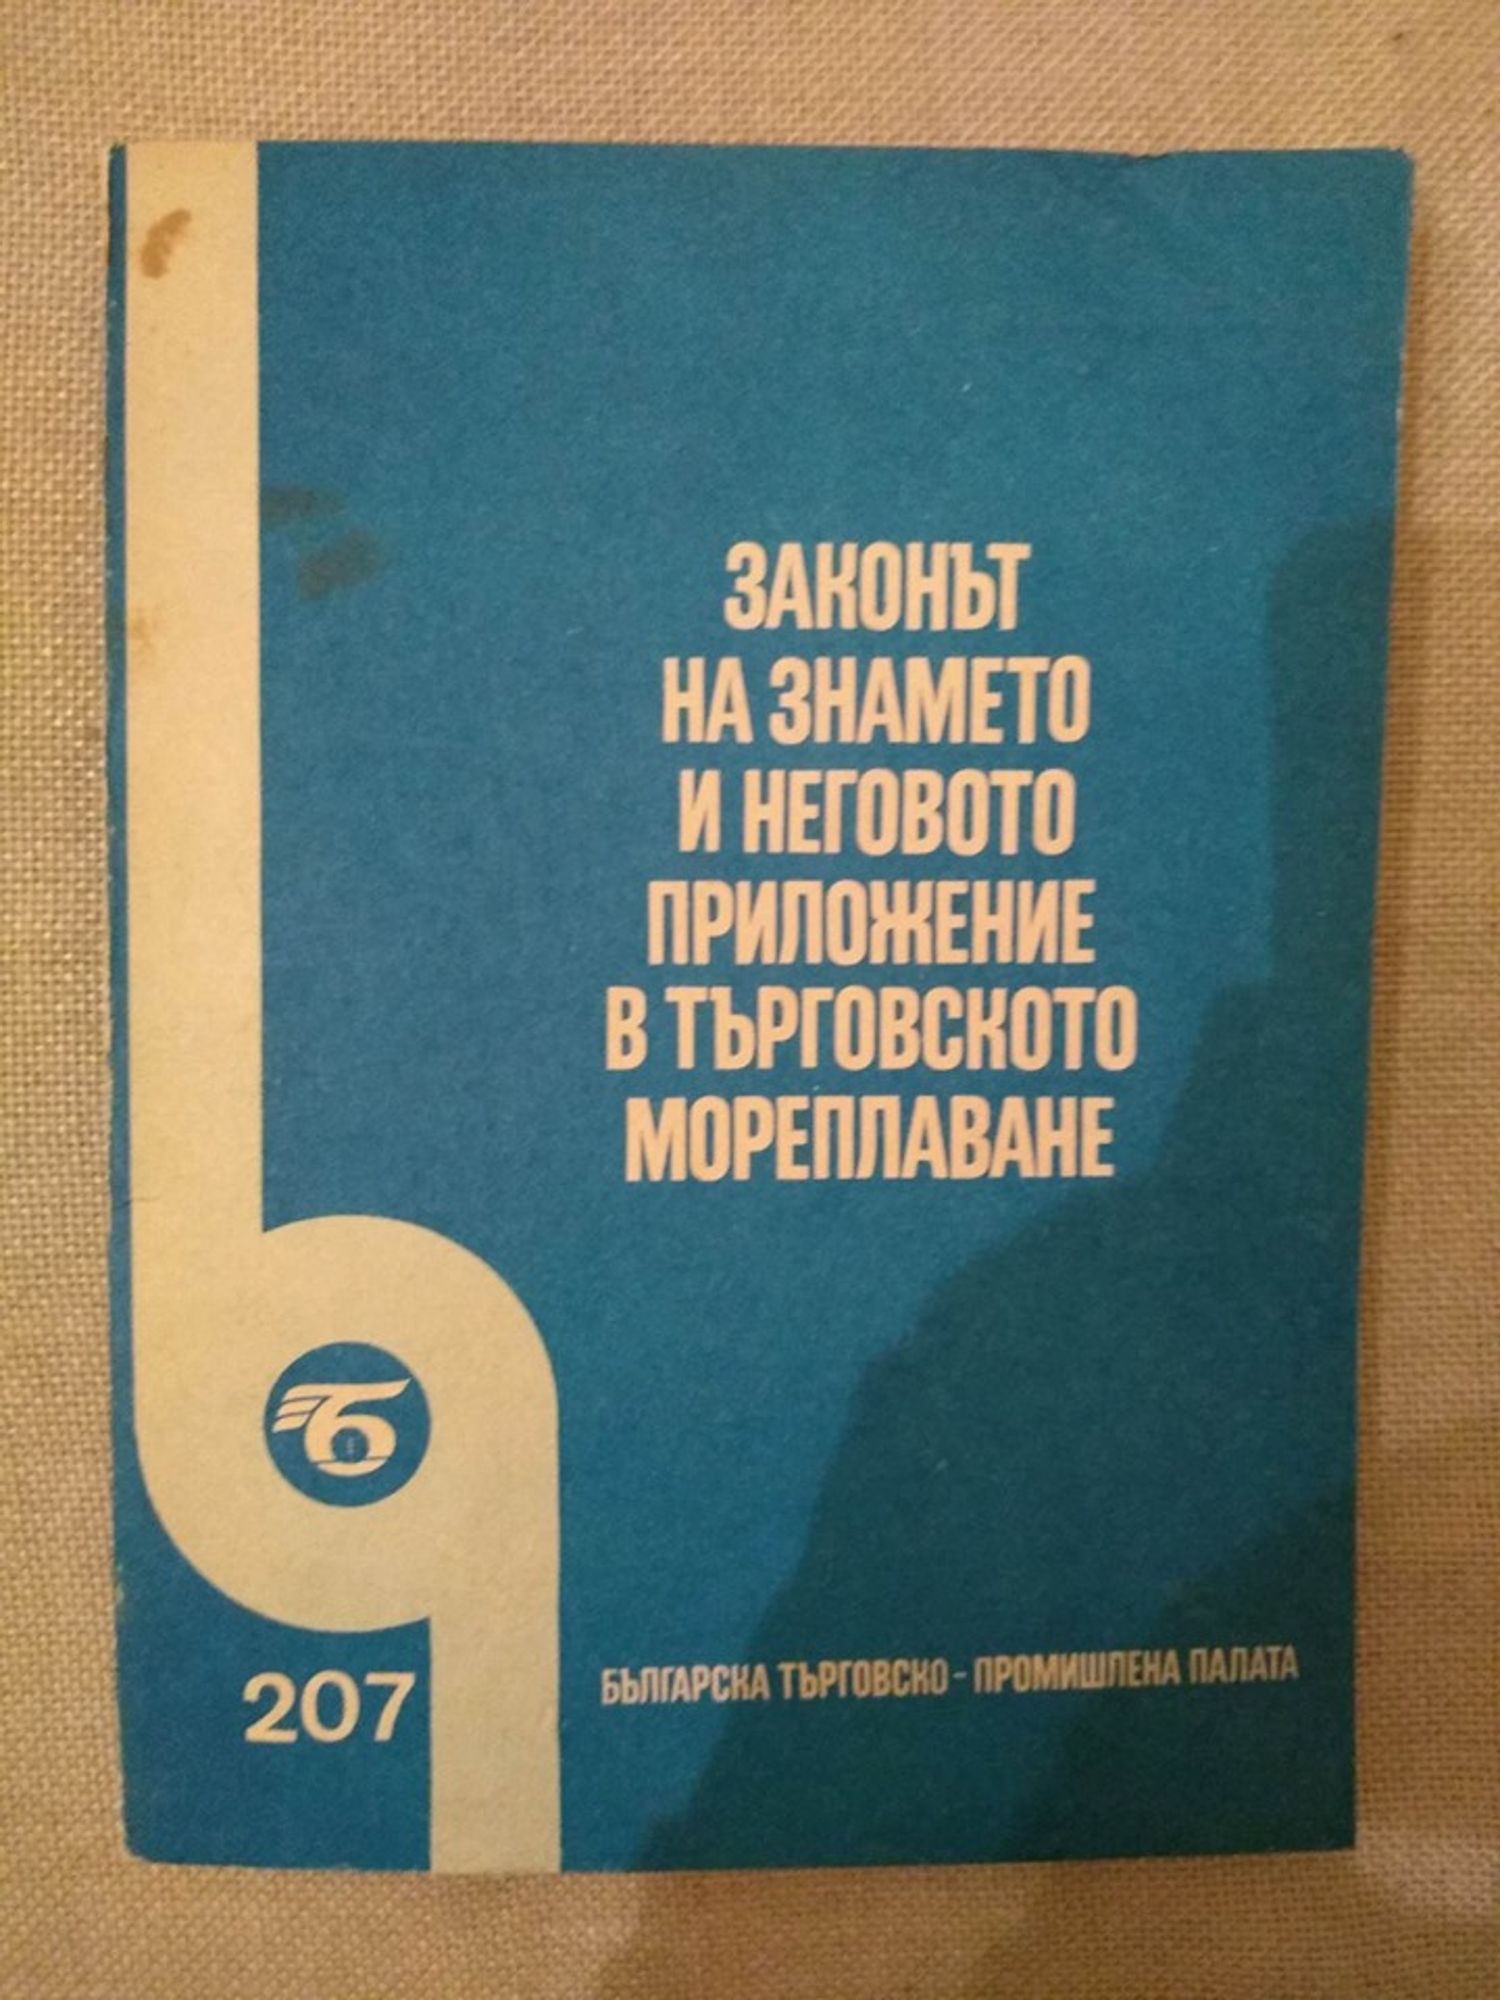 ЗАКОНЪТ
НА ЗНАМЕТО
И НЕГОВОТО
ПРИЛОЖЕНИЕ
В ТЪРГОВСКОТО
МОРЕПЛАВАНЕ
207
БЪЛГАРСКА ТЪРГОВСКО - ПРОМИШЛЕНА ПАЛАТА